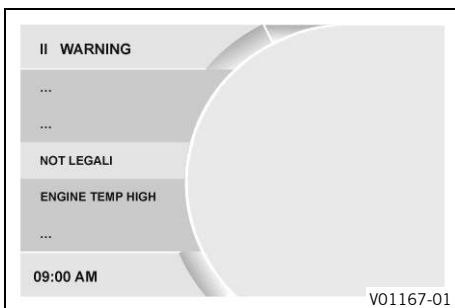 II WARNING
...
...
NOT LEGALI
ENGINE TEMP HIGH
...
09:00 AM
V01167-01